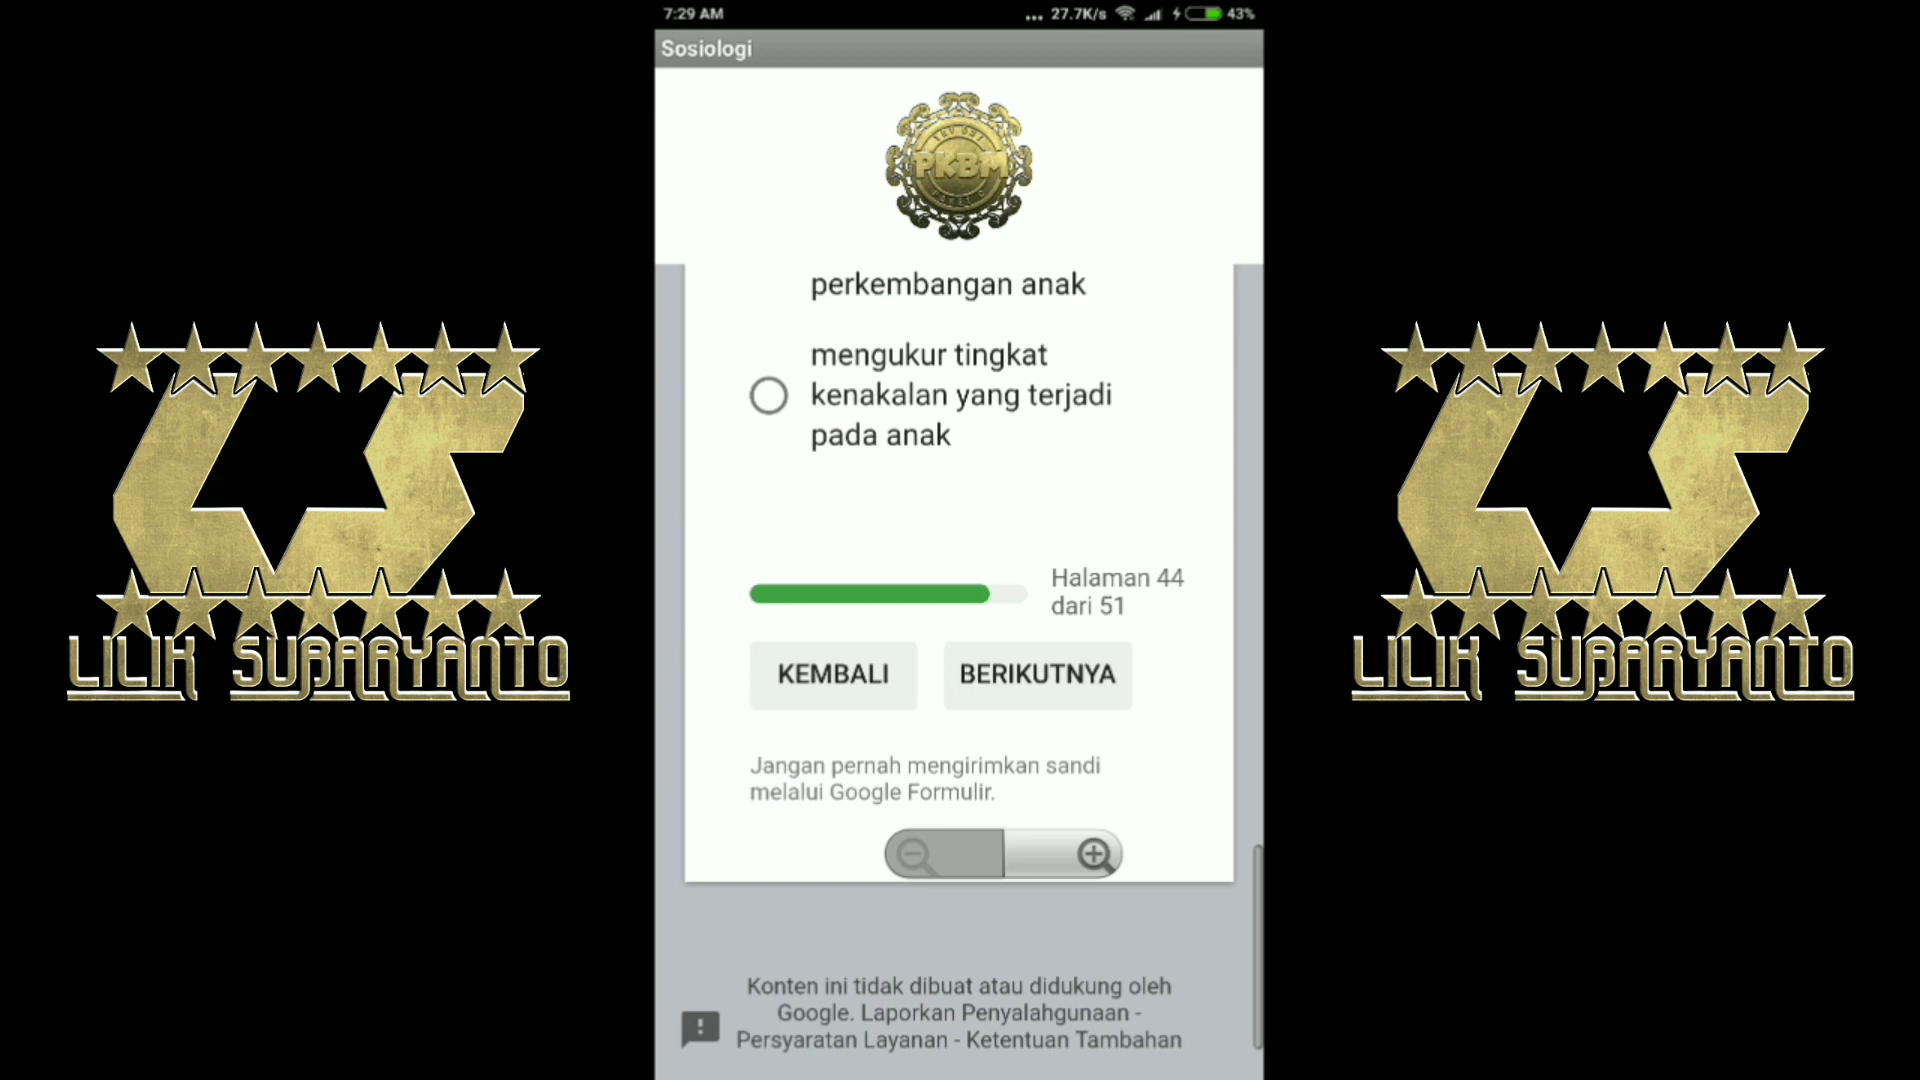 7:29 AM
... 27.7K/s 43%
Sosiologi
PKBM
perkembangan anak
mengukur tingkat
kenakalan yang terjadi
pada anak
Halaman 44
dari 51
KEMBALI
BERIKUTNYA
Jangan pernah mengirimkan sandi
melalui Google Formulir.
Konten ini tidak dibuat atau didukung oleh
Google. Laporkan Penyalahgunaan -
Persyaratan Layanan - Ketentuan Tambahan
LILIK SUBARYANTO
LILIK SUBARYANTO